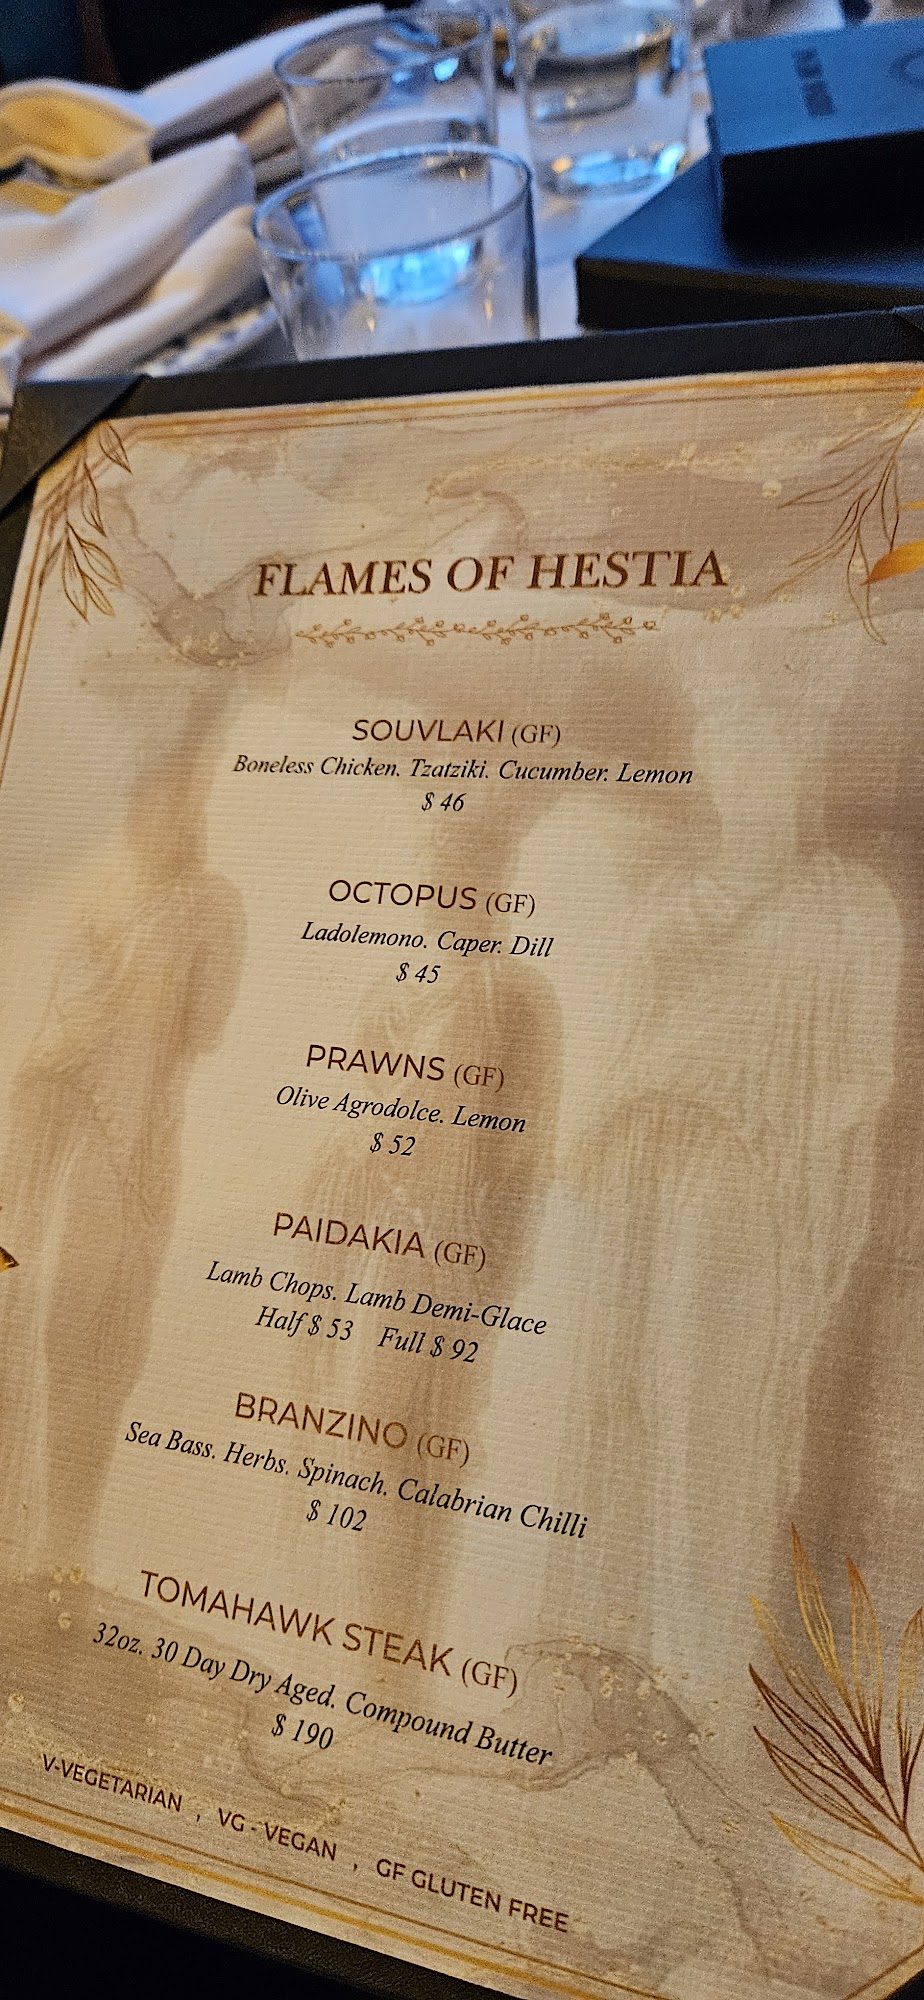 FLAMES OF HESTIA
SOUVLAKI (GF)
Boneless Chicken. Tzatziki. Cucumber. Lemon
$ 46
OCTOPUS (GF)
Ladolemono. Caper. Dill
$ 45
PRAWNS (GF)
Olive Agrodolce. Lemon
$ 52
PAIDAKIA (GF)
Lamb Chops. Lamb Demi-Glace
Half $ 53 Full $ 92
BRANZINO (GF)
Sea Bass. Herbs. Spinach. Calabrian Chilli
$ 102
TOMAHAWK STEAK (GF)
32oz. 30 Day Dry Aged. Compound Butter
$ 190
V-VEGETARIAN , VG - VEGAN , GF GLUTEN FREE